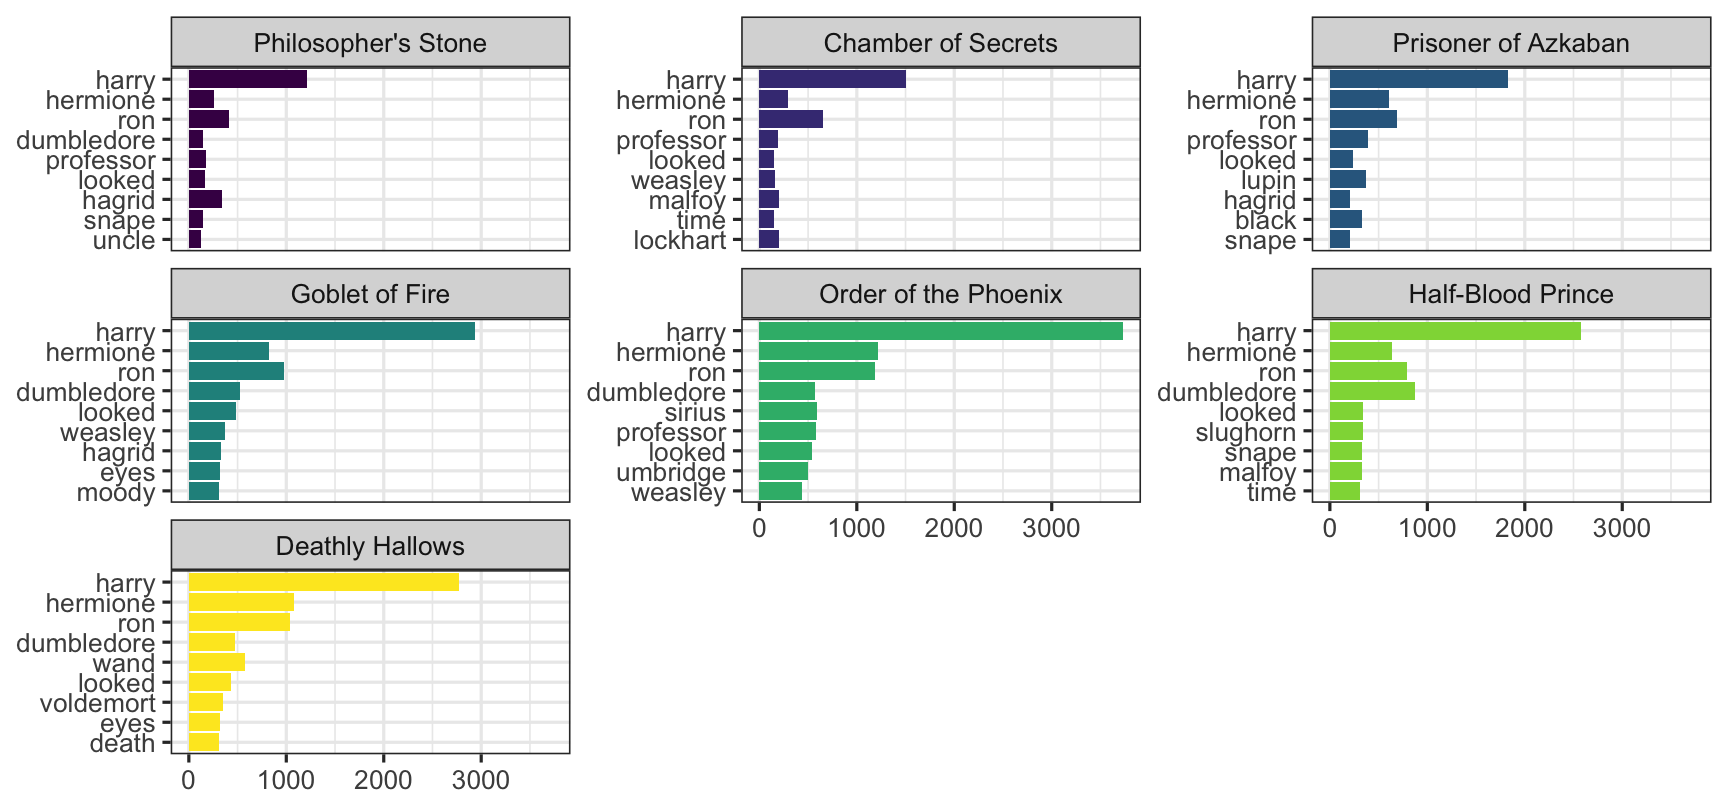 Philosopher's Stone
harry
hermione
ron
dumbledore
professor
looked
hagrid
snape
uncle
Chamber of Secrets
harry
hermione
ron
professor
looked
weasley
malfoy
time
lockhart
Prisoner of Azkaban
harry
hermione
ron
professor
looked
lupin
hagrid
black
snape
Goblet of Fire
harry
hermione
ron
dumbledore
looked
weasley
hagrid
eyes
moody
Order of the Phoenix
harry
hermione
ron
dumbledore
sirius
professor
looked
umbridge
weasley
0 1000 2000 3000
Half-Blood Prince
harry
hermione
ron
dumbledore
looked
slughorn
snape
malfoy
time
0 1000 2000 3000
Deathly Hallows
harry
hermione
ron
dumbledore
wand
looked
voldemort
eyes
death
0 1000 2000 3000